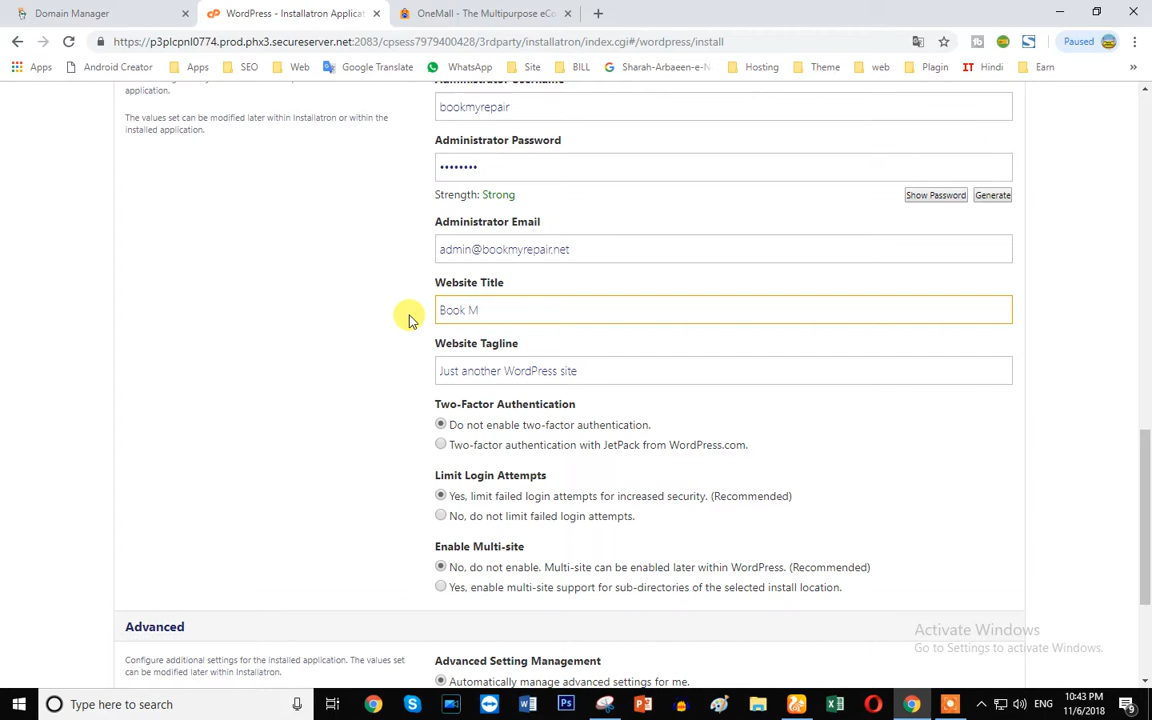 Domain Manager
WordPress - Installatron Applicat
OneMall - The Multipurpose eCo
https://p3plcpnl0774.prod.phx3.secureserver.net:2083/cpsess7979400428/3rdparty/installatron/index.cgi#/wordpress/install
Paused
Apps
Android Creator
Apps
SEO
Web
Google Translate
WhatsApp
Site
BILL
Sharah-Arbaeen-e-N
Hosting
Theme
web
Plagin
IT Hindi
Earn
»
application.
The values set can be modified later within Installatron or within the
installed application.
Administrator Username
bookmyrepair
Administrator Password
••••••••
Strength: Strong
Show Password
Generate
Administrator Email
admin@bookmyrepair.net
Website Title
Book M
Website Tagline
Just another WordPress site
Two-Factor Authentication
Do not enable two-factor authentication.
Two-factor authentication with JetPack from WordPress.com.
Limit Login Attempts
Yes, limit failed login attempts for increased security. (Recommended)
No, do not limit failed login attempts.
Enable Multi-site
No, do not enable. Multi-site can be enabled later within WordPress. (Recommended)
Yes, enable multi-site support for sub-directories of the selected install location.
Advanced
Configure additional settings for the installed application. The values set
can be modified later within Installatron.
Advanced Setting Management
Automatically manage advanced settings for me.
Activate Windows
Go to Settings to activate Windows.
Type here to search
ENG
10:43 PM
11/6/2018
9